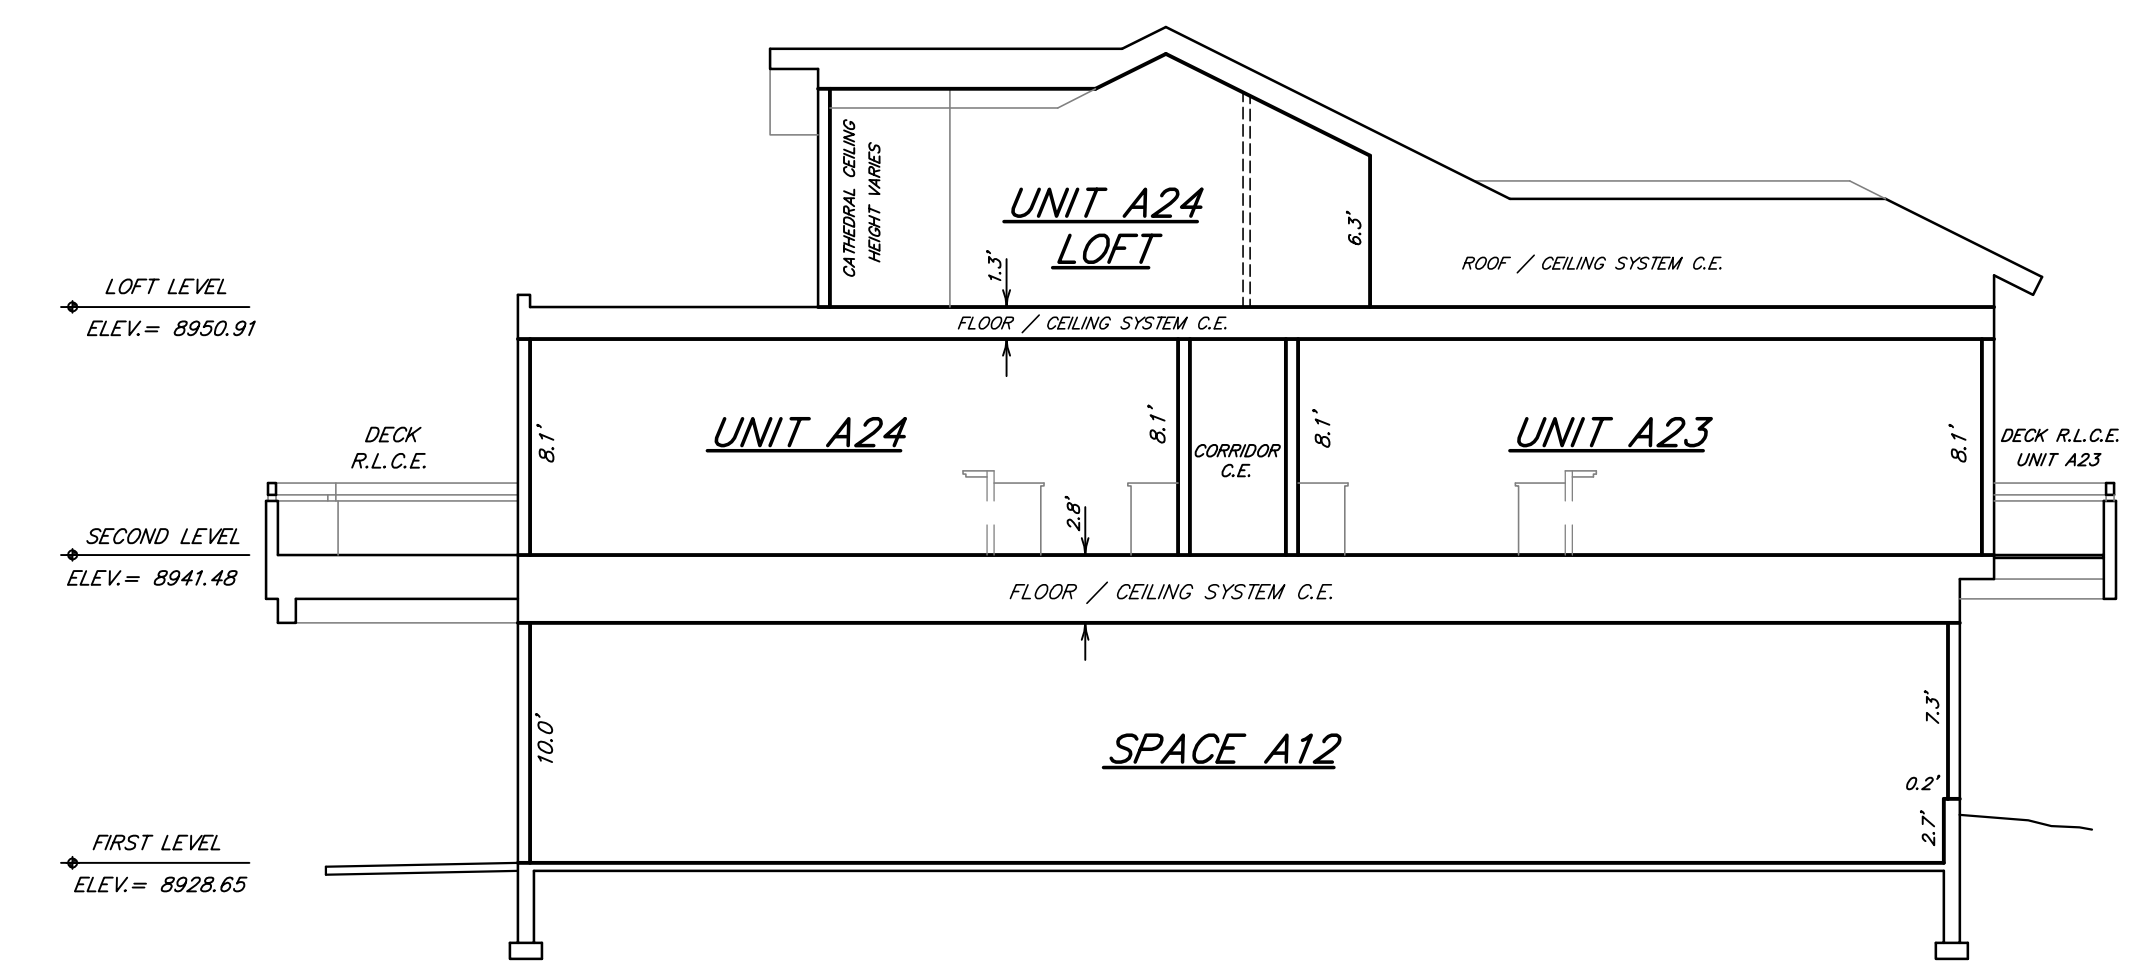 CATHEDRAL CEILING
HEIGHT VARIES
UNIT A24
LOFT
6.3'
1.3'
ROOF / CEILING SYSTEM C.E.
LOFT LEVEL
ELEV.= 8950.91
FLOOR / CEILING SYSTEM C.E.
DECK
R.L.C.E.
8.1'
UNIT A24
8.1'
CORRIDOR
C.E.
8.1'
UNIT A23
8.1'
DECK R.L.C.E.
UNIT A23
2.8'
SECOND LEVEL
ELEV.= 8941.48
FLOOR / CEILING SYSTEM C.E.
10.0'
SPACE A12
7.3'
0.2'
2.7'
FIRST LEVEL
ELEV.= 8928.65